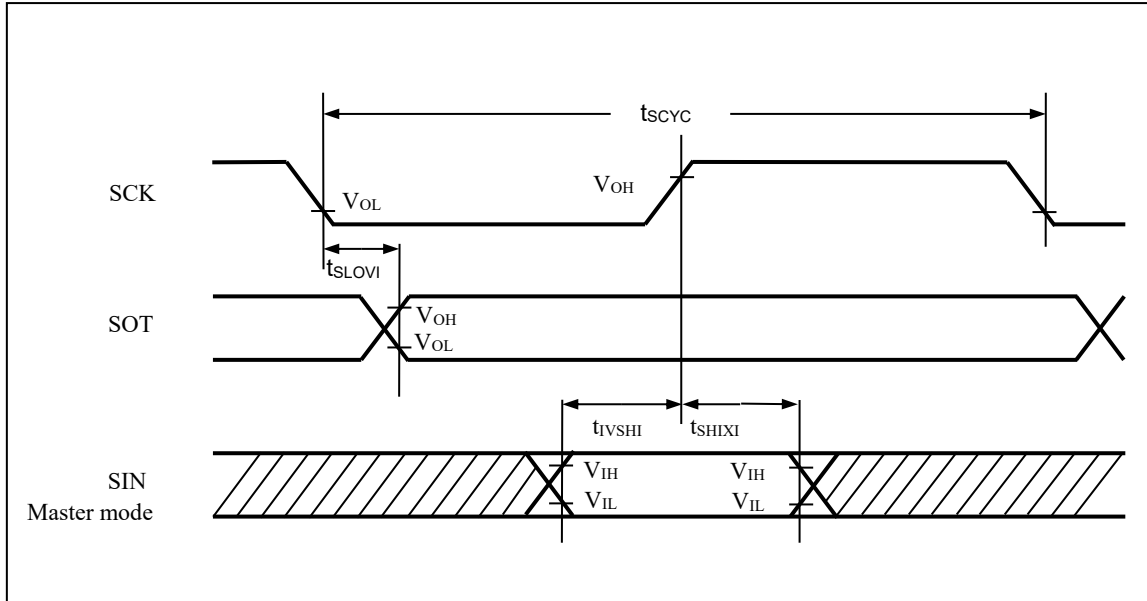 tSCYC
SCK
VOL
VOH
tSLOVI
SOT
VOH
VOL
tIVSHI
tSHIXI
SIN
Master mode
VIH
VIL
VIH
VIL